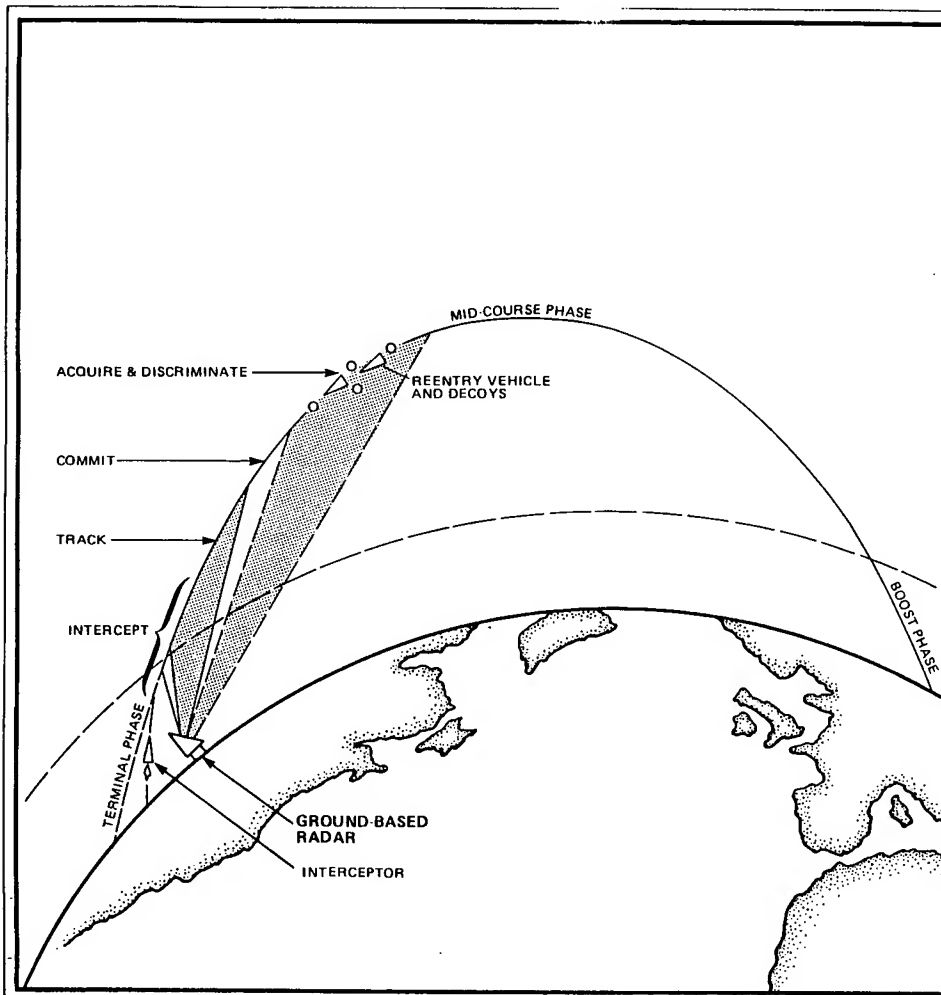 MID-COURSE PHASE
ACQUIRE & DISCRIMINATE
REENTRY VEHICLE
AND DECOYS
COMMIT
TRACK
INTERCEPT
BOOST PHASE
TERMINAL PHASE
GROUND-BASED
RADAR
INTERCEPTOR